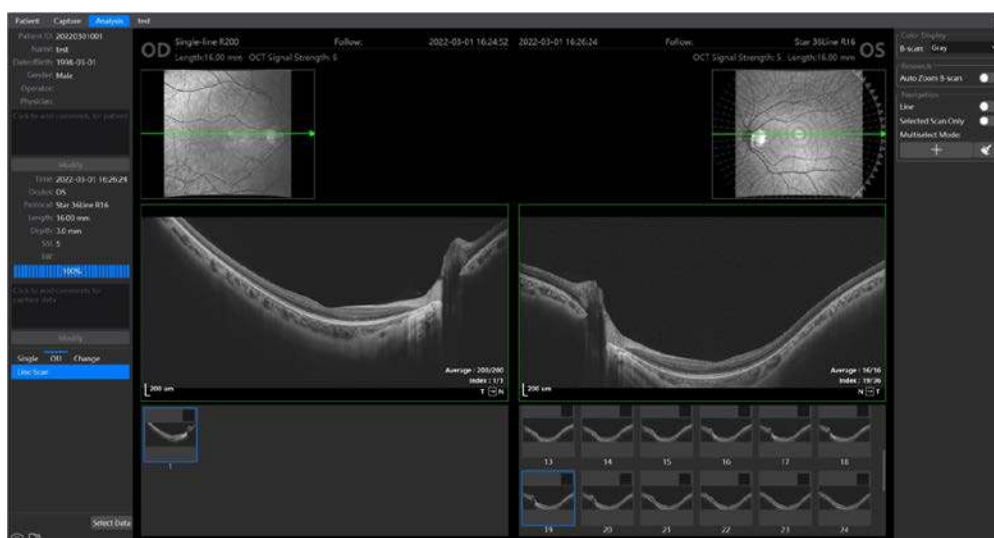 Patient Capture Analysis test
Patient ID: 20220301001
Name: test
Gender: Male
Operator:
Physician:
Click to add comments for patient
Modify
Time: 2022-03-01 16:26:24
Oculus: OS
Protocol: Star 36Line R16
Length: 16.00 mm
Depth: 3.0 mm
SSI: 5
100%
Click to add comments for
capture data
Modify
Single OU Change
Line Scan
Select Data
OD
Single-line R200 Follow: 2022-03-01 16:24:52
Length:16.00 mm OCT Signal Strength: 6
2022-03-01 16:26:24 Follow: Star 36Line R16
OCT Signal Strength: 5 Length:16.00 mm
OS
Average : 200/200
Index : 1/1
200 um
T N
Average : 16/16
Index : 19/36
200 um
N T
1
13 14 15 16 17 18
19 20 21 22 23 24
Color Display
B-scan: Gray
Research
Auto Zoom B-scan
Navigation
Line
Selected Scan Only
Multiselect Mode: